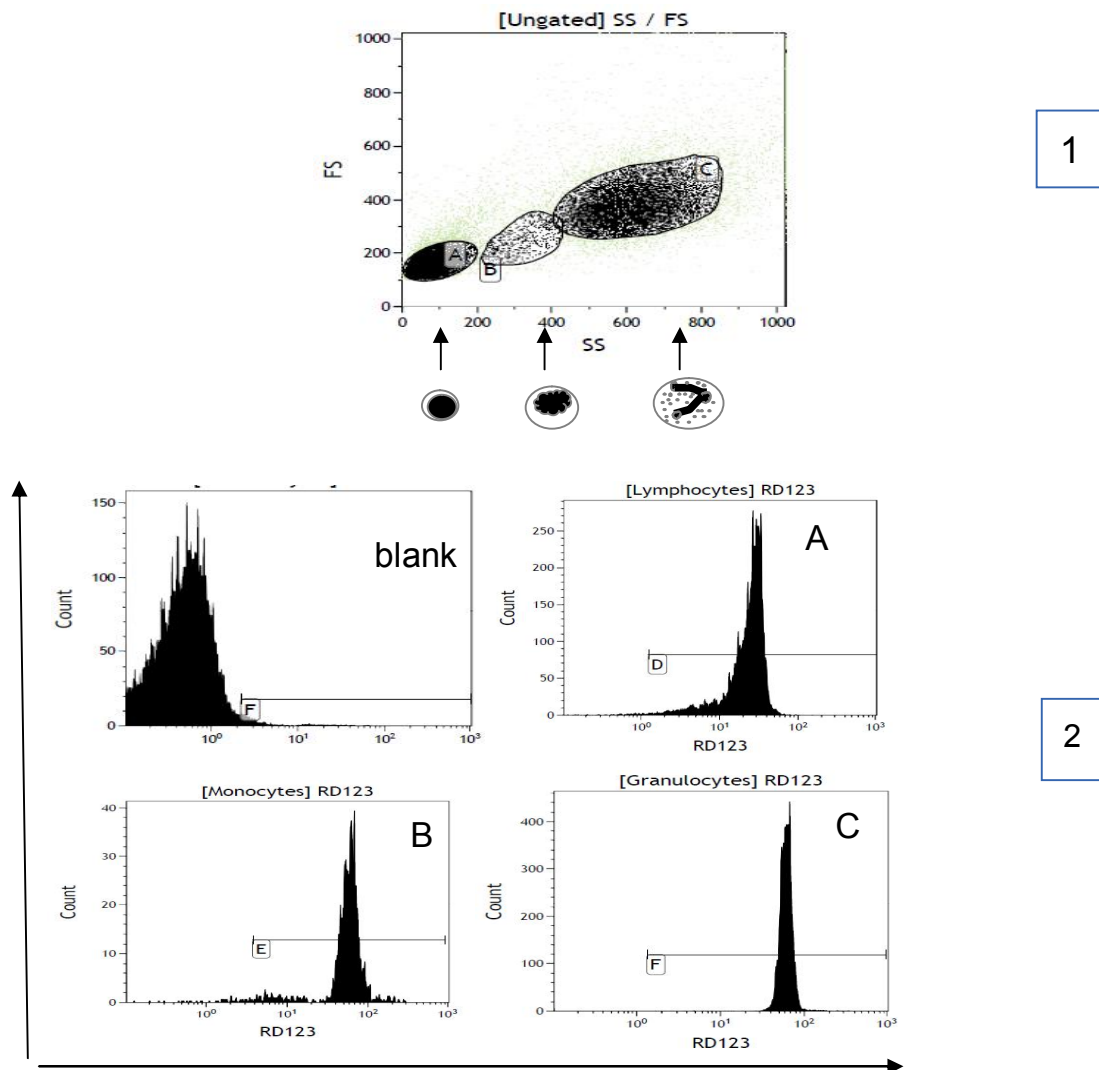 [Ungated] SS / FS
1000
800
600
400
200
0
FS
A
B
C
0 200 400 600 800 1000
SS
1
150
100
50
0
Count
blank
F
10⁰ 10¹ 10² 10³
[Lymphocytes] RD123
250
200
150
100
50
0
Count
A
D
10⁰ 10¹ 10² 10³
RD123
2
[Monocytes] RD123
40
30
20
10
0
Count
B
E
10⁰ 10¹ 10² 10³
RD123
[Granulocytes] RD123
400
300
200
100
0
Count
C
F
10⁰ 10¹ 10² 10³
RD123